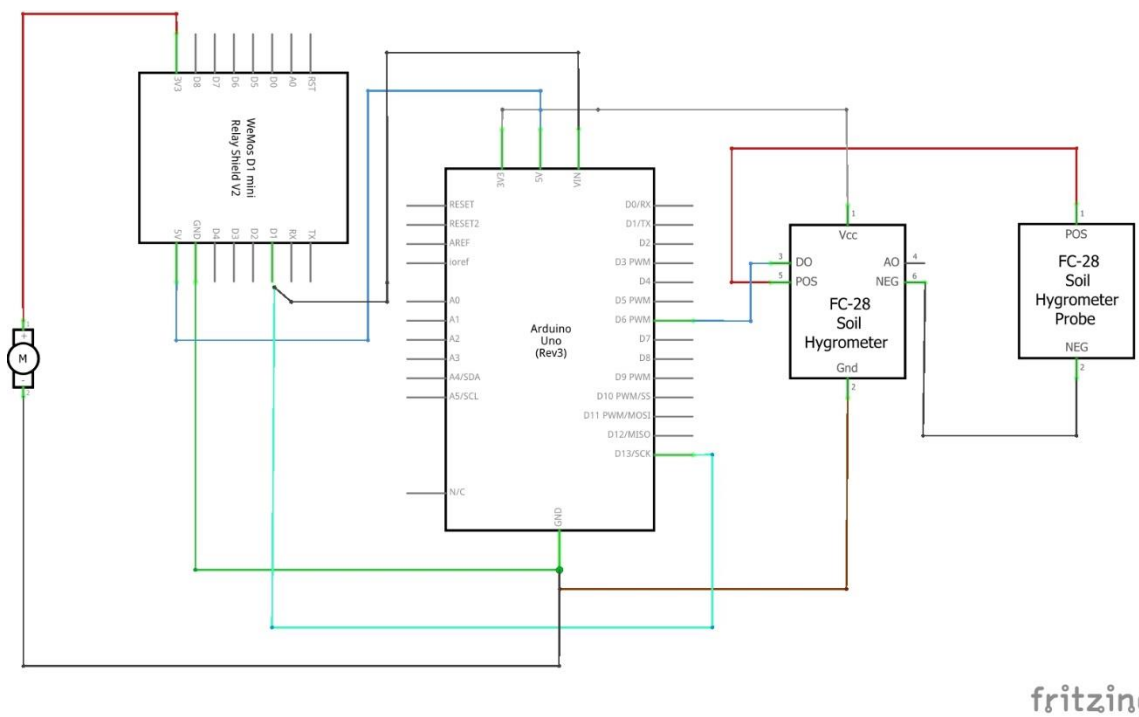 3V3
D8
D7
D6
D5
D0
A0
RST
WeMos D1 mini
Relay Shield V2
5V
GND
D4
D3
D2
D1
RX
TX
M
+
-
3V3
5V
VIN
RESET
RESET2
AREF
ioref
A0
A1
A2
A3
A4/SDA
A5/SCL
N/C
Arduino
Uno
(Rev3)
D0/RX
D1/TX
D2
D3 PWM
D4
D5 PWM
D6 PWM
D7
D8
D9 PWM
D10 PWM/SS
D11 PWM/MOSI
D12/MISO
D13/SCK
GND
1
Vcc
3 DO
AO 4
5 POS
NEG 6
FC-28
Soil
Hygrometer
Gnd
2
1
POS
FC-28
Soil
Hygrometer
Probe
NEG
2
fritzin